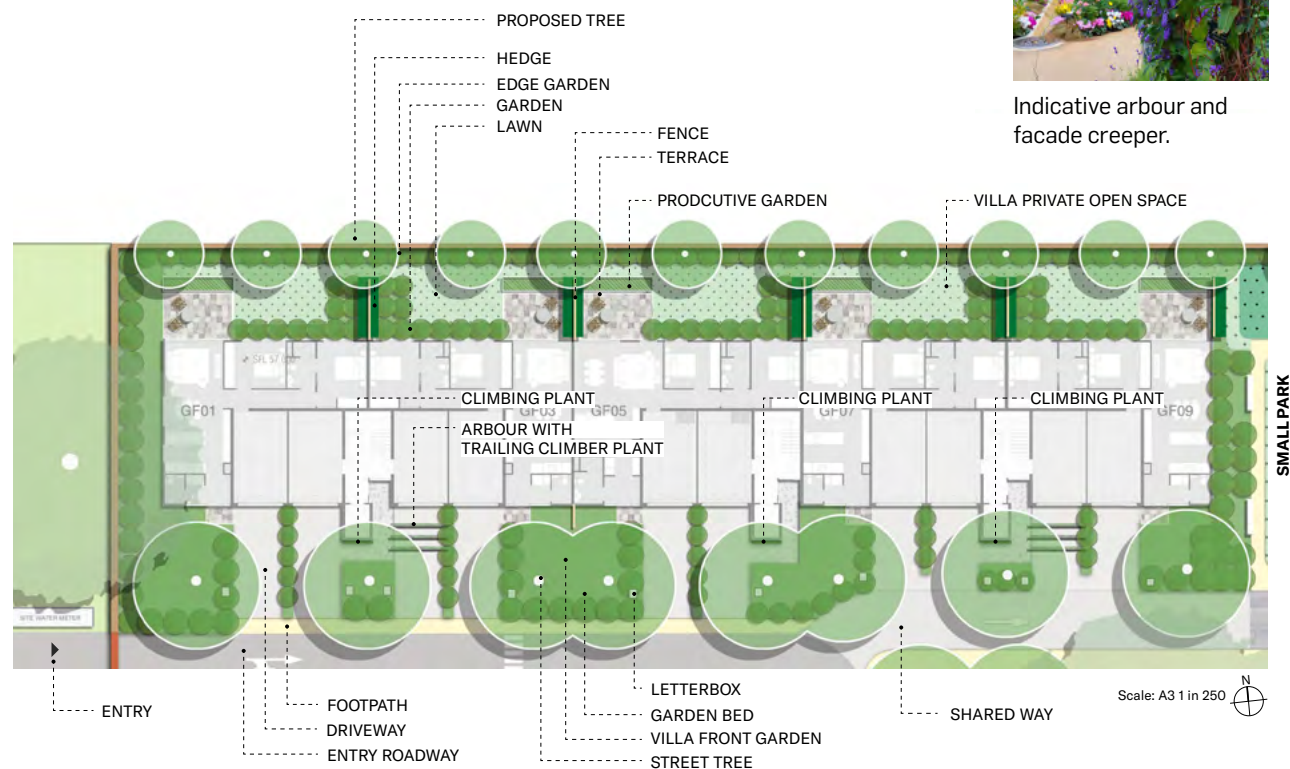 PROPOSED TREE
HEDGE
EDGE GARDEN
GARDEN
LAWN
FENCE
TERRACE
PRODCUTIVE GARDEN
VILLA PRIVATE OPEN SPACE
Indicative arbour and
facade creeper.
GF01
CLIMBING PLANT
GF03
GF05
CLIMBING PLANT
GF07
CLIMBING PLANT
GF09
ARBOUR WITH
TRAILING CLIMBER PLANT
SMALL PARK
SITE WATER METER
ENTRY
FOOTPATH
DRIVEWAY
ENTRY ROADWAY
LETTERBOX
GARDEN BED
VILLA FRONT GARDEN
STREET TREE
SHARED WAY
Scale: A3 1 in 250
N